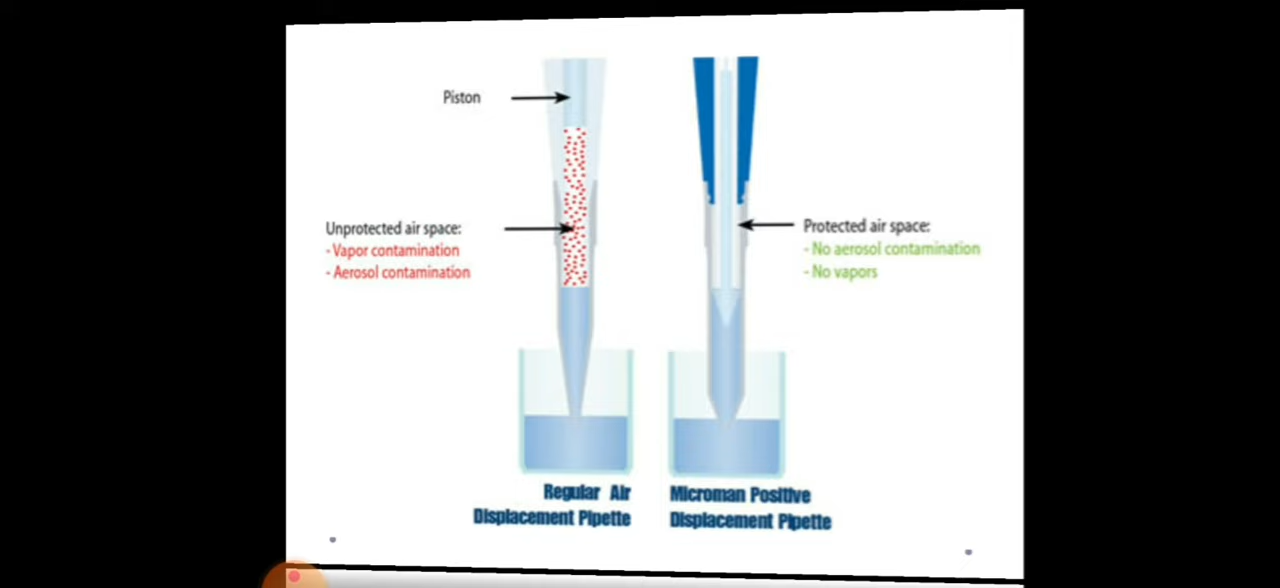 Piston
Unprotected air space:
- Vapor contamination
- Aerosol contamination
Protected air space:
- No aerosol contamination
- No vapors
Regular Air
Displacement Pipette
Microman Positive
Displacement Pipette